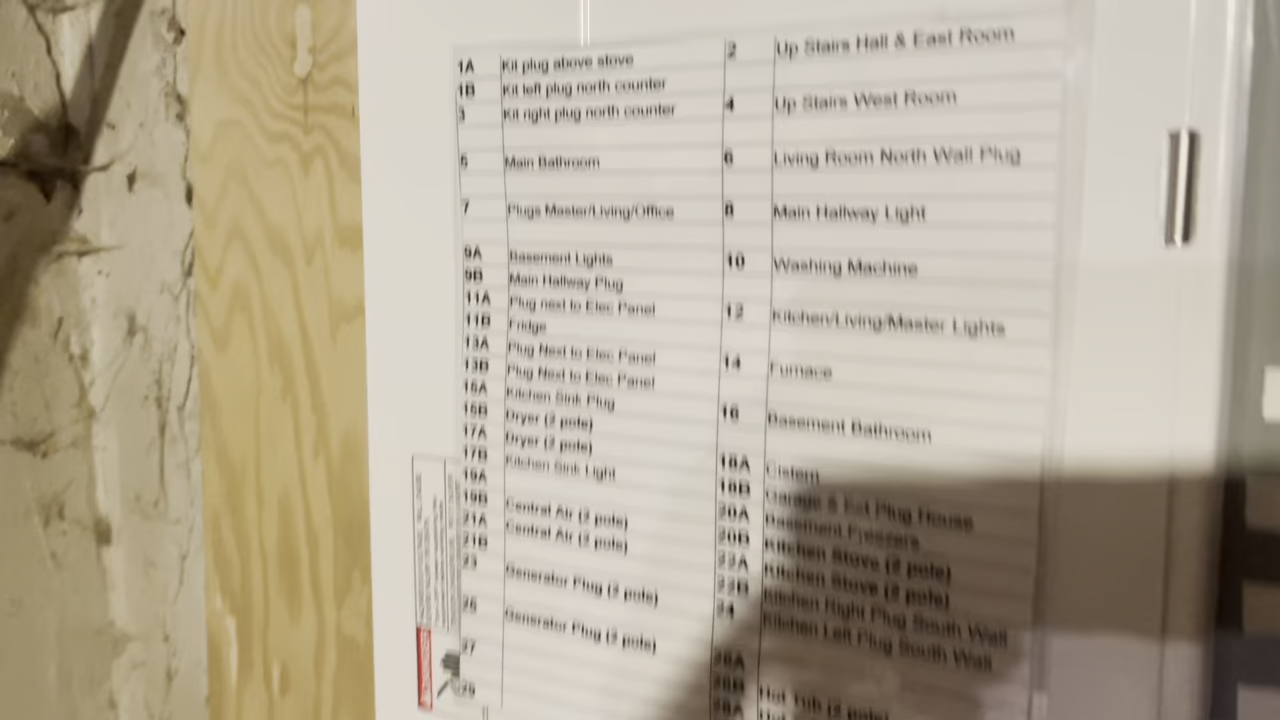 1A Kit plug above stove
1B Kit left plug north counter
3 Kit right plug north counter
5 Main Bathroom
7 Plugs Master/Living/Office
9A Basement Lights
9B Main Hallway Plug
11A Plug next to Elec Panel
11B Fridge
13A Plug Next to Elec Panel
13B Plug Next to Elec Panel
15A Kitchen Sink Plug
15B Dryer (2 pole)
17A Dryer (2 pole)
17B Kitchen Sink Light
19A
19B Central Air (2 pole)
21A Central Air (2 pole)
21B
23 Generator Plug (2 pole)
25 Generator Plug (2 pole)
27
29
2 Up Stairs Hall & East Room
4 Up Stairs West Room
6 Living Room North Wall Plug
8 Main Hallway Light
10 Washing Machine
12 Kitchen/Living/Master Lights
14 Furnace
16 Basement Bathroom
18A Cistern
18B Garage & Ext Plug House
20A Basement Freezers
20B Kitchen Stove (2 pole)
22A Kitchen Stove (2 pole)
22B Kitchen Right Plug South Wall
24 Kitchen Left Plug South Wall
26A
26B Hot Tub (2 pole)
28A Hot